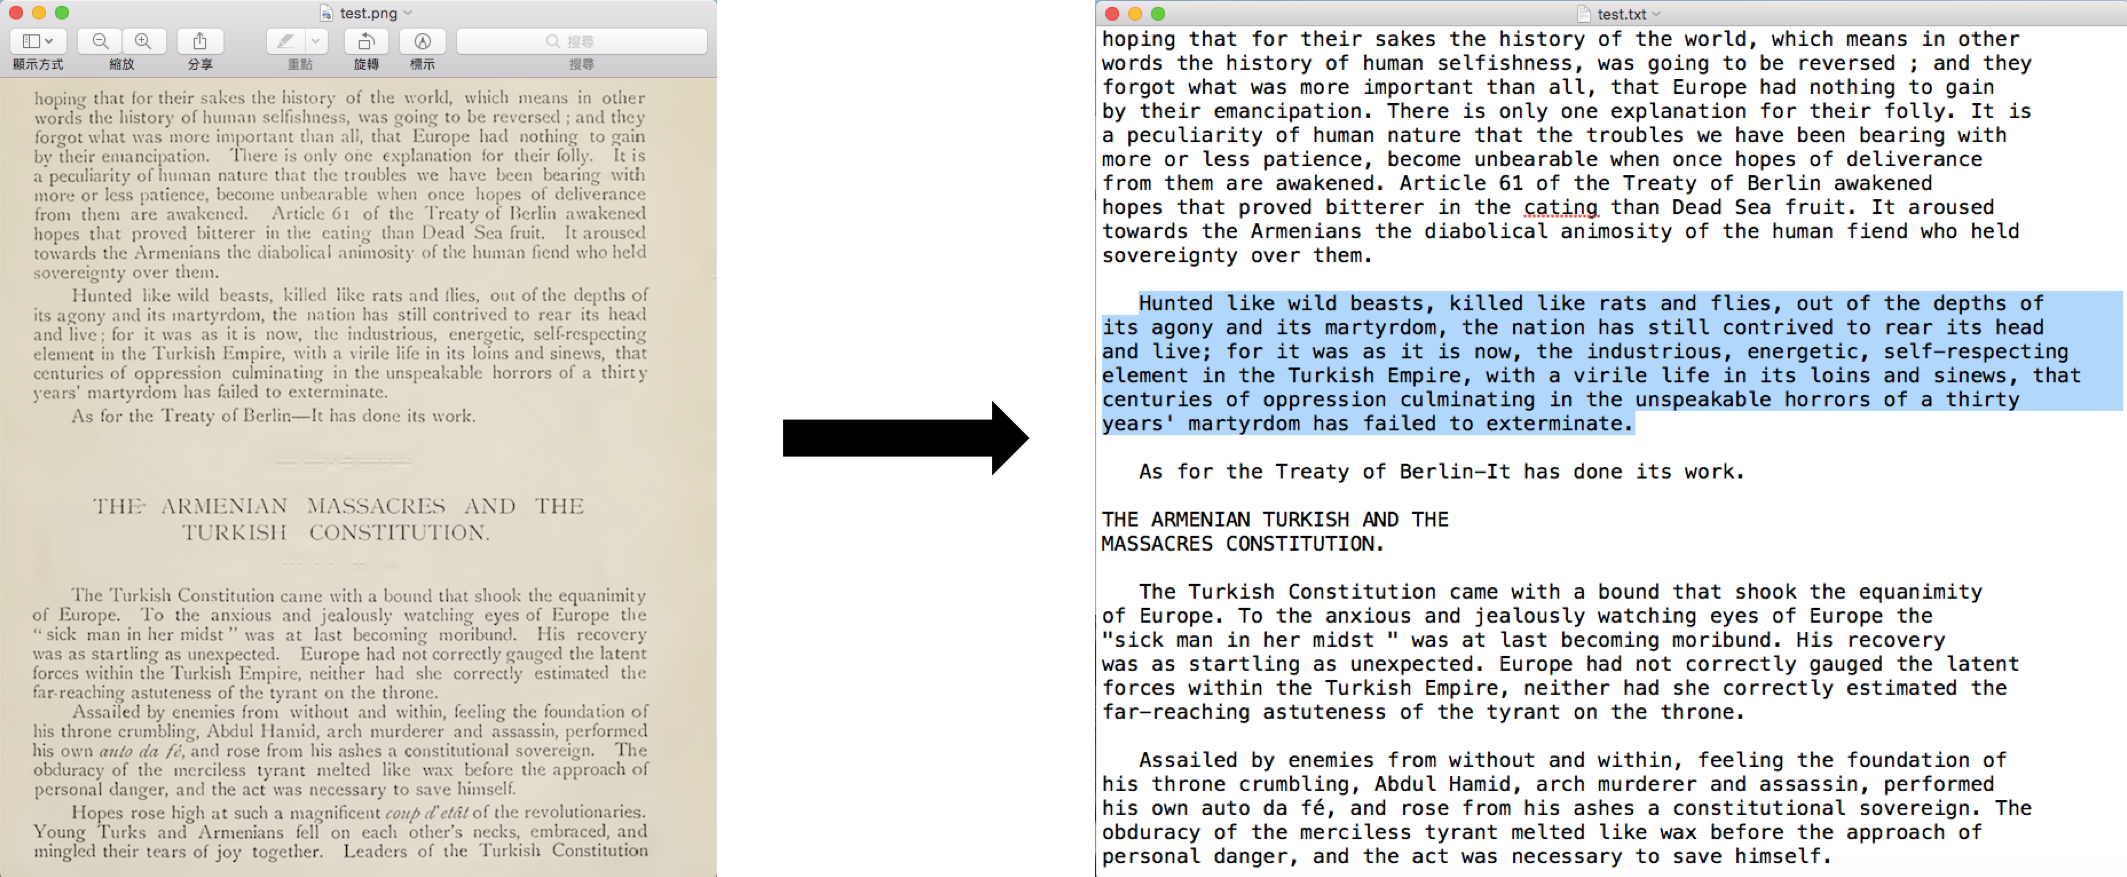 test.png
搜尋
顯示方式 縮放 分享 重點 旋轉 標示 搜尋
hoping that for their sakes the history of the world, which means in other
words the history of human selfishness, was going to be reversed ; and they
forgot what was more important than all, that Europe had nothing to gain
by their emancipation. There is only one explanation for their folly. It is
a peculiarity of human nature that the troubles we have been bearing with
more or less patience, become unbearable when once hopes of deliverance
from them are awakened. Article 61 of the Treaty of Berlin awakened
hopes that proved bitterer in the eating than Dead Sea fruit. It aroused
towards the Armenians the diabolical animosity of the human fiend who held
sovereignty over them.
Hunted like wild beasts, killed like rats and flies, out of the depths of
its agony and its martyrdom, the nation has still contrived to rear its head
and live ; for it was as it is now, the industrious, energetic, self-respecting
element in the Turkish Empire, with a virile life in its loins and sinews, that
centuries of oppression culminating in the unspeakable horrors of a thirty
years' martyrdom has failed to exterminate.
As for the Treaty of Berlin—It has done its work.
THE ARMENIAN MASSACRES AND THE
TURKISH CONSTITUTION.
The Turkish Constitution came with a bound that shook the equanimity
of Europe. To the anxious and jealously watching eyes of Europe the
“ sick man in her midst ” was at last becoming moribund. His recovery
was as startling as unexpected. Europe had not correctly gauged the latent
forces within the Turkish Empire, neither had she correctly estimated the
far-reaching astuteness of the tyrant on the throne.
Assailed by enemies from without and within, feeling the foundation of
his throne crumbling, Abdul Hamid, arch murderer and assassin, performed
his own auto da fé, and rose from his ashes a constitutional sovereign. The
obduracy of the merciless tyrant melted like wax before the approach of
personal danger, and the act was necessary to save himself.
Hopes rose high at such a magnificent coup d'etât of the revolutionaries.
Young Turks and Armenians fell on each other's necks, embraced, and
mingled their tears of joy together. Leaders of the Turkish Constitution
test.txt
hoping that for their sakes the history of the world, which means in other
words the history of human selfishness, was going to be reversed ; and they
forgot what was more important than all, that Europe had nothing to gain
by their emancipation. There is only one explanation for their folly. It is
a peculiarity of human nature that the troubles we have been bearing with
more or less patience, become unbearable when once hopes of deliverance
from them are awakened. Article 61 of the Treaty of Berlin awakened
hopes that proved bitterer in the cating than Dead Sea fruit. It aroused
towards the Armenians the diabolical animosity of the human fiend who held
sovereignty over them.
Hunted like wild beasts, killed like rats and flies, out of the depths of
its agony and its martyrdom, the nation has still contrived to rear its head
and live; for it was as it is now, the industrious, energetic, self-respecting
element in the Turkish Empire, with a virile life in its loins and sinews, that
centuries of oppression culminating in the unspeakable horrors of a thirty
years' martyrdom has failed to exterminate.
As for the Treaty of Berlin-It has done its work.
THE ARMENIAN TURKISH AND THE
MASSACRES CONSTITUTION.
The Turkish Constitution came with a bound that shook the equanimity
of Europe. To the anxious and jealously watching eyes of Europe the
"sick man in her midst " was at last becoming moribund. His recovery
was as startling as unexpected. Europe had not correctly gauged the latent
forces within the Turkish Empire, neither had she correctly estimated the
far-reaching astuteness of the tyrant on the throne.
Assailed by enemies from without and within, feeling the foundation of
his throne crumbling, Abdul Hamid, arch murderer and assassin, performed
his own auto da fé, and rose from his ashes a constitutional sovereign. The
obduracy of the merciless tyrant melted like wax before the approach of
personal danger, and the act was necessary to save himself.